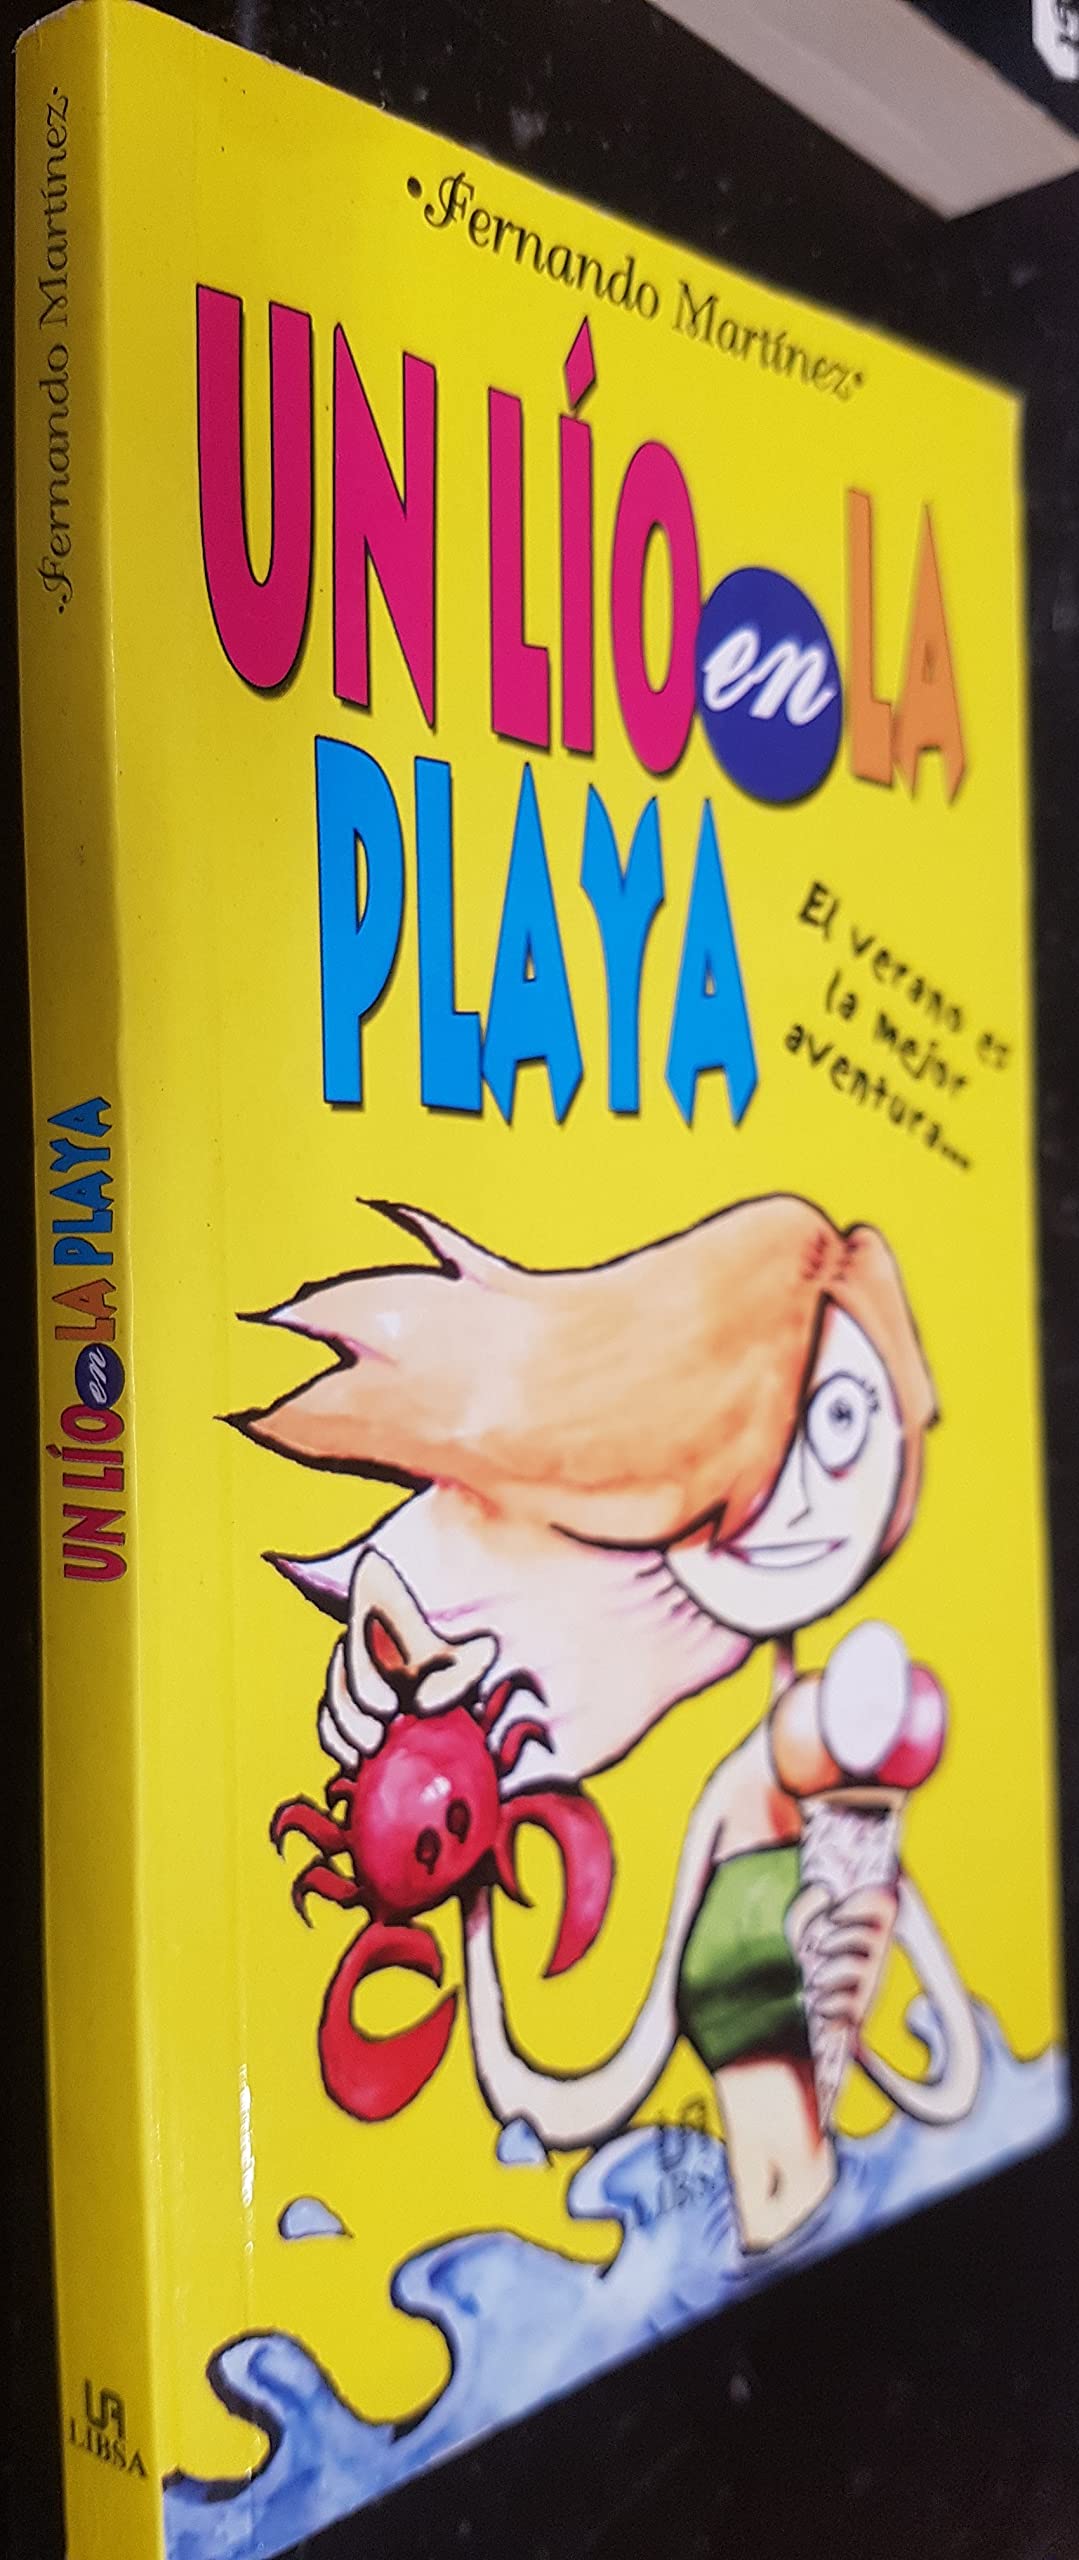 ·Fernando Martínez·
UN LÍO en LA
PLAYA
El verano es
la mejor
aventura...
LIBSA
·Fernando Martínez·
UN LÍO en LA PLAYA
LIBSA